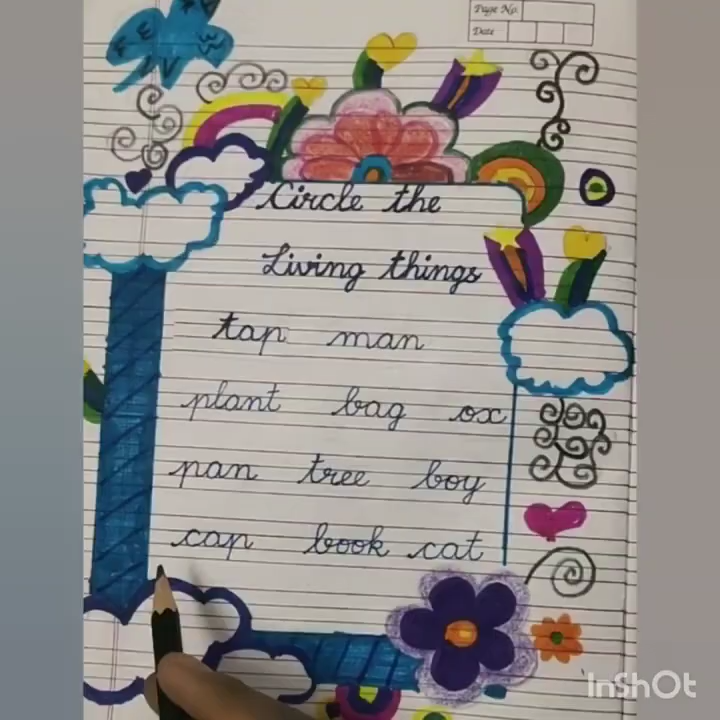 Page No.
Date
Circle the
Living things
tap man
plant bag ox
pan tree boy
cap book cat
InShOt